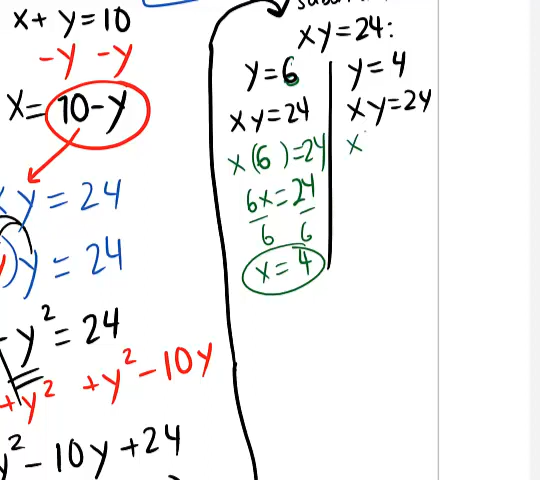 x + y = 10
-y -y
x = 10 - y
xy = 24
)y = 24
- y² = 24
+y² +y² - 10y
y² - 10y + 24
xy = 24:
y = 6
xy = 24
x(6) = 24
6x = 24
6 6
x = 4
y = 4
xy = 24
x